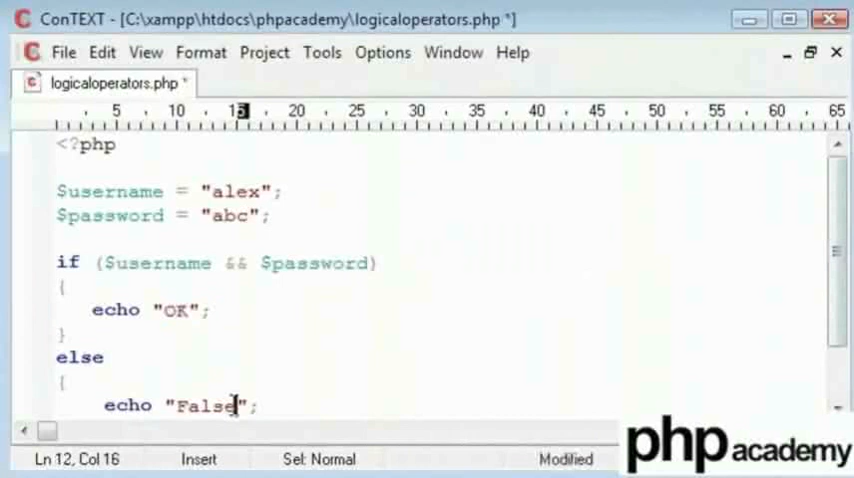 ConTEXT - [C:\xampp\htdocs\phpacademy\logicaloperators.php *]
File Edit View Format Project Tools Options Window Help
logicaloperators.php *
5 10 15 20 25 30 35 40 45 50 55 60 65
<?php
$username = "alex";
$password = "abc";
if ($username && $password)
{
echo "OK";
}
else
{
echo "False";
Ln 12, Col 16 Insert Sel: Normal Modified
php academy